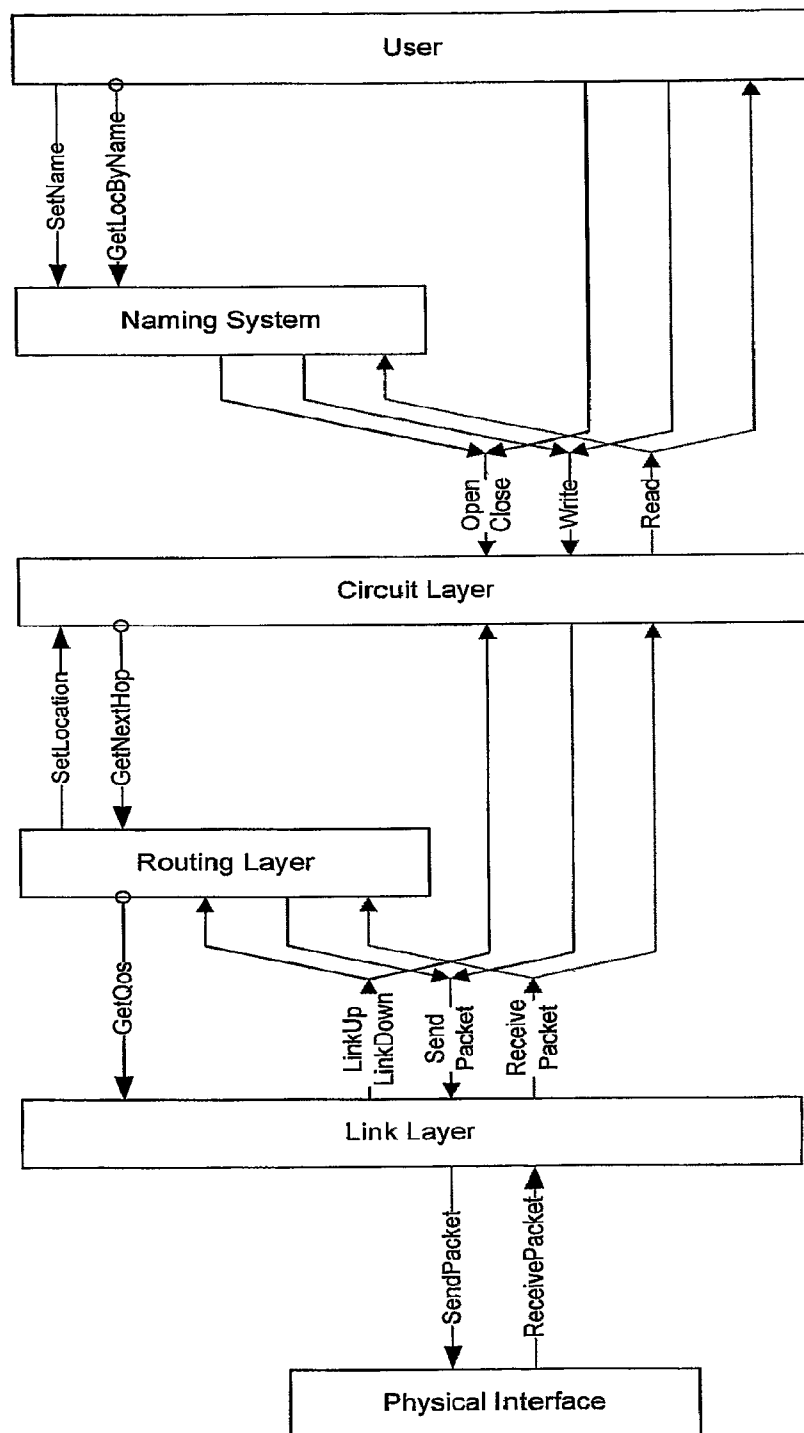 User
SetName
GetLocByName
Naming System
Open
Close
Write
Read
Circuit Layer
SetLocation
GetNextHop
Routing Layer
GetQos
LinkUp
LinkDown
Send
Packet
Receive
Packet
Link Layer
SendPacket
ReceivePacket
Physical Interface